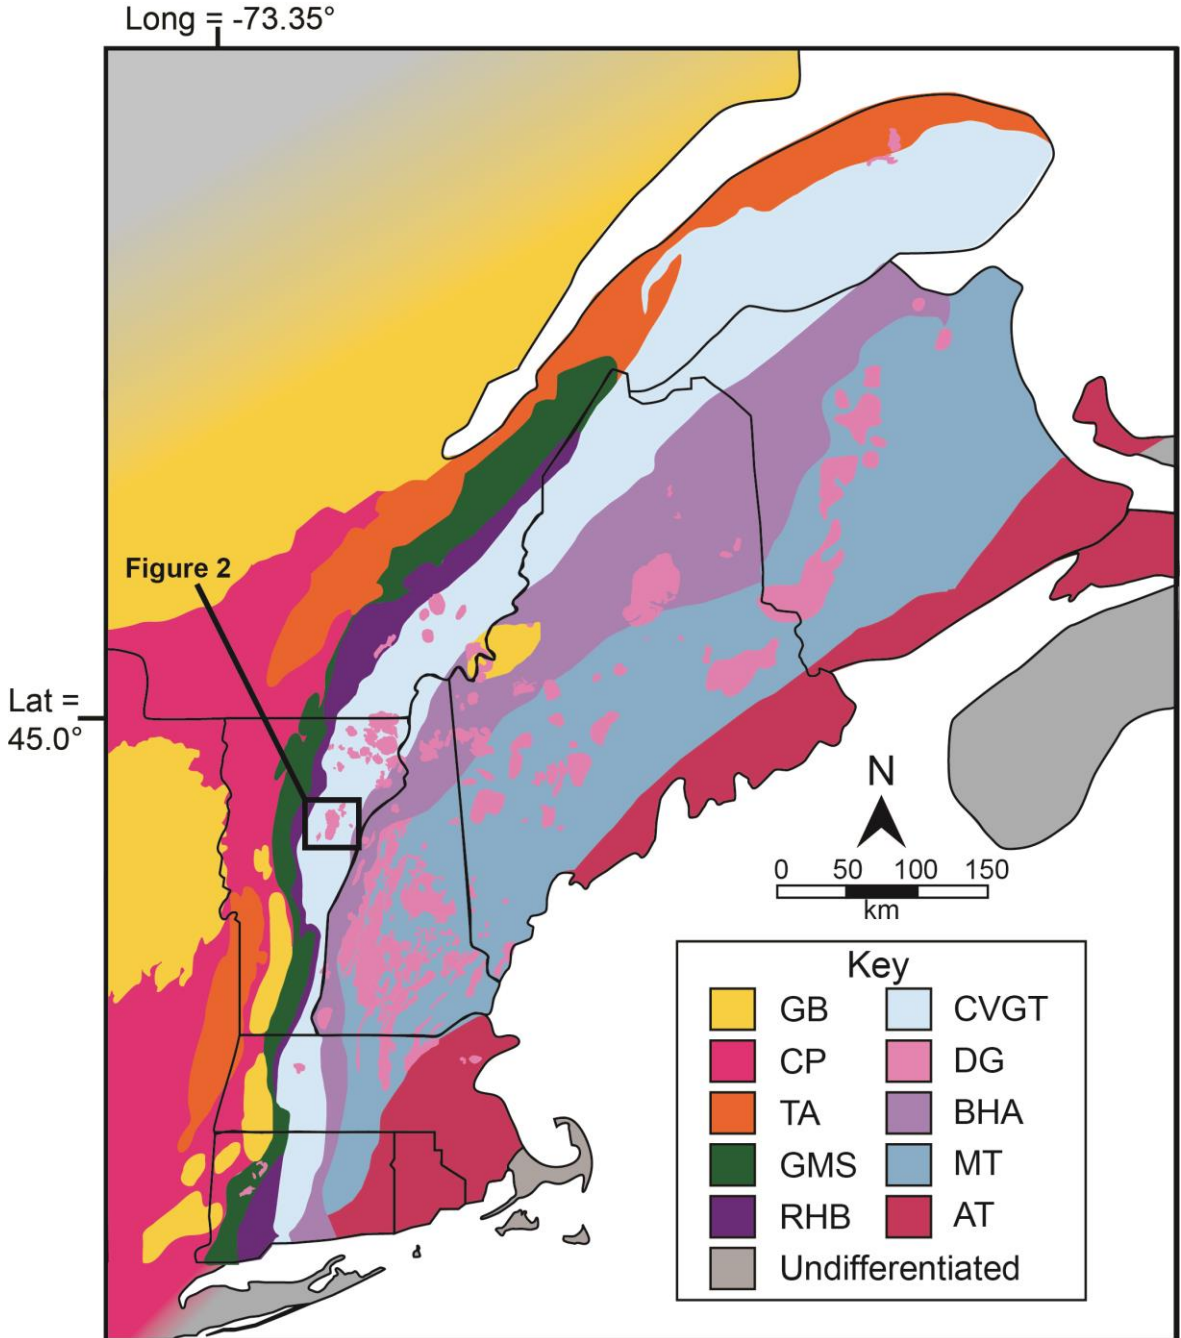 Long = -73.35°
Figure 2
Lat =
45.0°
N
0 50 100 150
km
Key
GB CVGT
CP DG
TA BHA
GMS MT
RHB AT
Undifferentiated